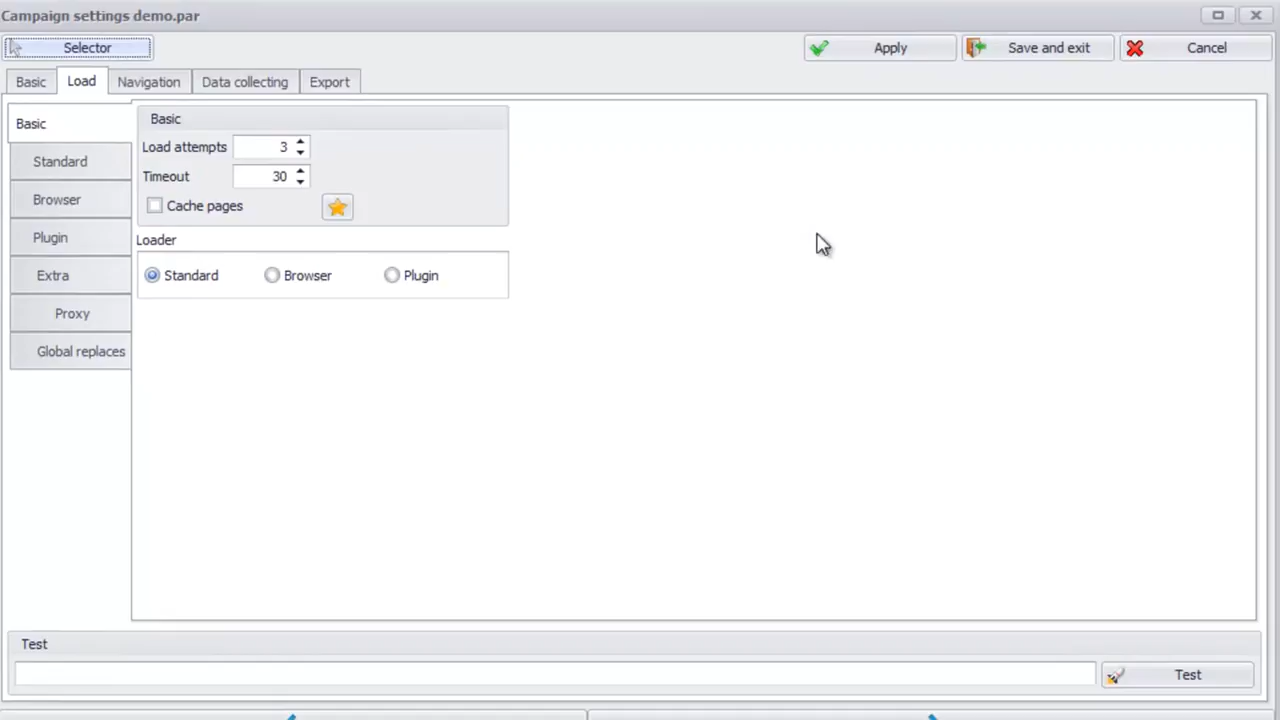 Campaign settings demo.par
Selector
Apply
Save and exit
Cancel
Basic
Load
Navigation
Data collecting
Export
Basic
Standard
Browser
Plugin
Extra
Proxy
Global replaces
Basic
Load attempts 3
Timeout 30
Cache pages
Loader
Standard
Browser
Plugin
Test
Test